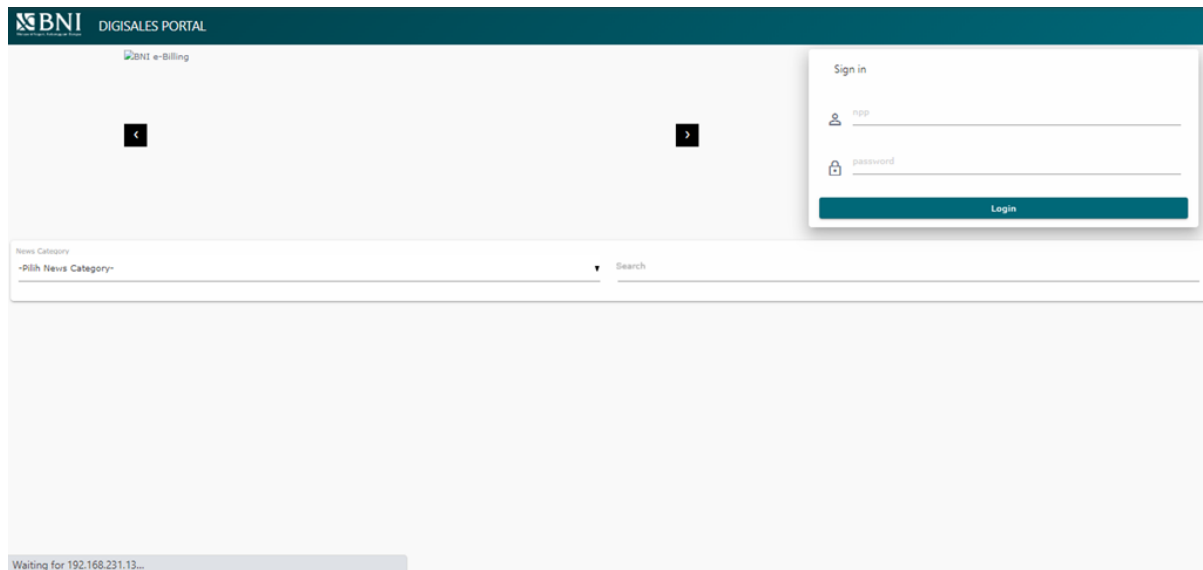 BNI
DIGISALES PORTAL
BNI e-Billing
Sign in
npp
password
Login
News Category
-Pilih News Category-
Search
Waiting for 192.168.231.13...